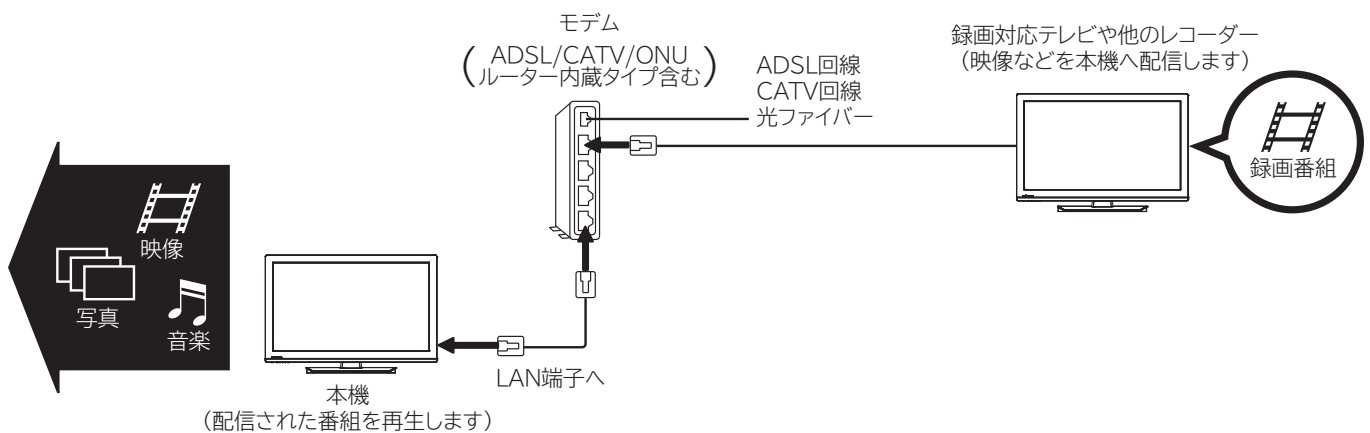 モデム
(ADSL/CATV/ONU
ルーター内蔵タイプ含む)
ADSL回線
CATV回線
光ファイバー
録画対応テレビや他のレコーダー
(映像などを本機へ配信します)
録画番組
映像
写真
音楽
LAN端子へ
本機
(配信された番組を再生します)